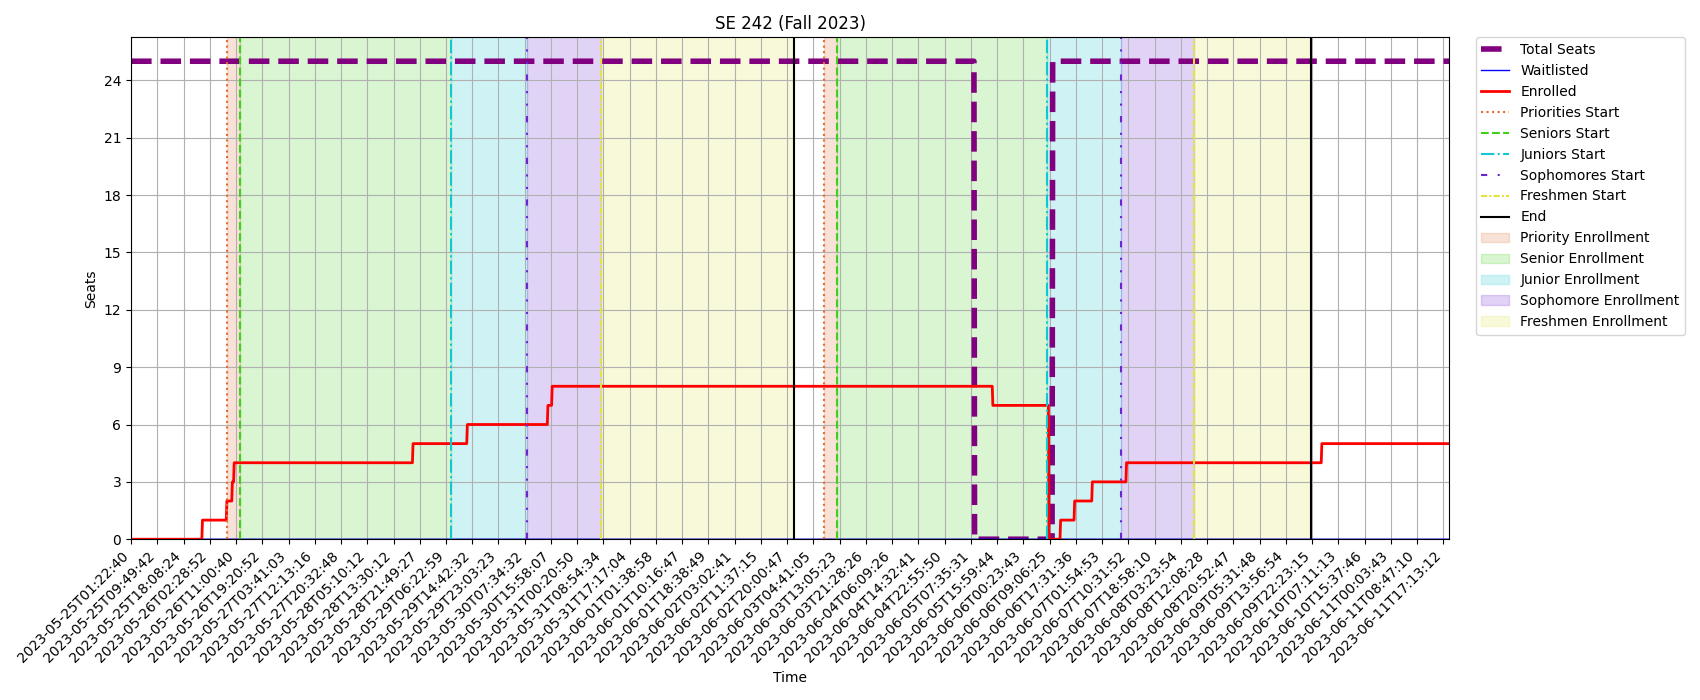 SE 242 (Fall 2023)
Total Seats
Waitlisted
Enrolled
Priorities Start
Seniors Start
Juniors Start
Sophomores Start
Freshmen Start
End
Priority Enrollment
Senior Enrollment
Junior Enrollment
Sophomore Enrollment
Freshmen Enrollment
Seats
24
21
18
15
12
9
6
3
0
2023-05-25T01:22:40
2023-05-25T09:49:42
2023-05-25T18:08:24
2023-05-26T02:28:52
2023-05-26T11:00:40
2023-05-26T19:20:52
2023-05-27T03:41:03
2023-05-27T12:13:16
2023-05-27T20:32:48
2023-05-28T05:10:12
2023-05-28T13:30:12
2023-05-28T21:49:27
2023-05-29T06:22:59
2023-05-29T14:42:32
2023-05-29T23:03:23
2023-05-30T07:34:32
2023-05-30T15:58:07
2023-05-31T00:20:50
2023-05-31T08:54:34
2023-05-31T17:17:04
2023-06-01T01:38:58
2023-06-01T10:16:47
2023-06-01T18:38:49
2023-06-02T03:02:41
2023-06-02T11:37:15
2023-06-02T20:00:47
2023-06-03T04:41:05
2023-06-03T13:05:23
2023-06-03T21:28:26
2023-06-04T06:09:26
2023-06-04T14:32:41
2023-06-04T22:55:50
2023-06-05T07:35:31
2023-06-05T15:59:44
2023-06-06T00:23:43
2023-06-06T09:06:25
2023-06-06T17:31:36
2023-06-07T01:54:53
2023-06-07T10:31:52
2023-06-07T18:58:10
2023-06-08T03:23:54
2023-06-08T12:08:28
2023-06-08T20:52:47
2023-06-09T05:31:48
2023-06-09T13:56:54
2023-06-09T22:23:15
2023-06-10T07:11:13
2023-06-10T15:37:46
2023-06-11T00:03:43
2023-06-11T08:47:10
2023-06-11T17:13:12
Time